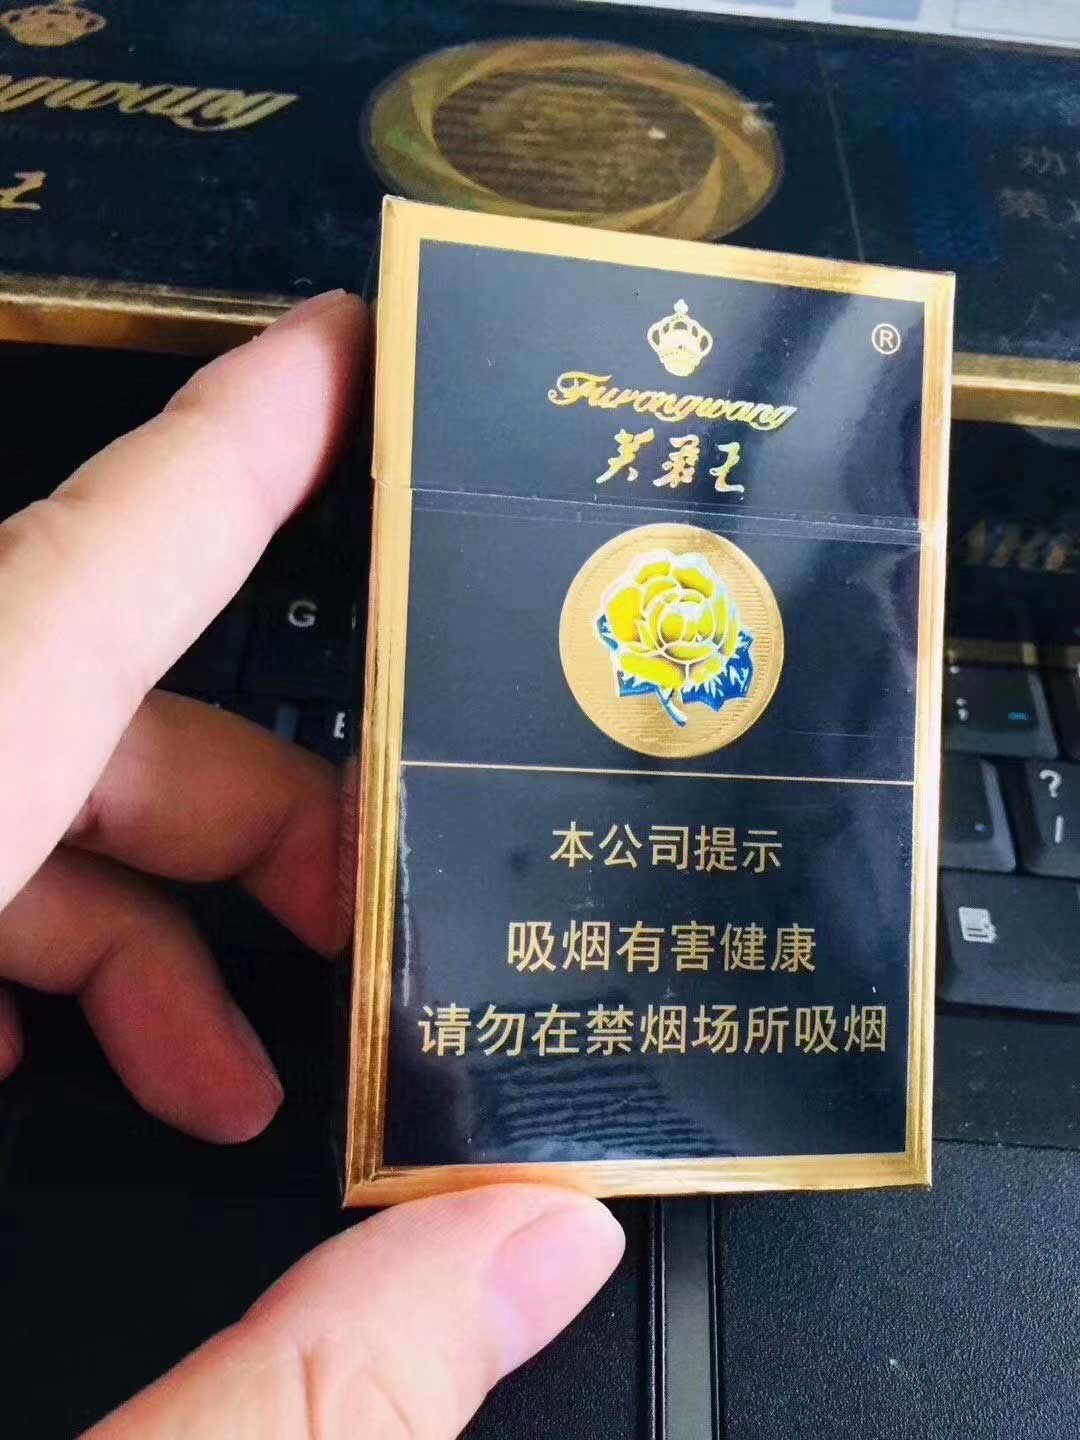 劝
®
Furongwang
芙蓉王
本公司提示
吸烟有害健康
请勿在禁烟场所吸烟
G
?
/